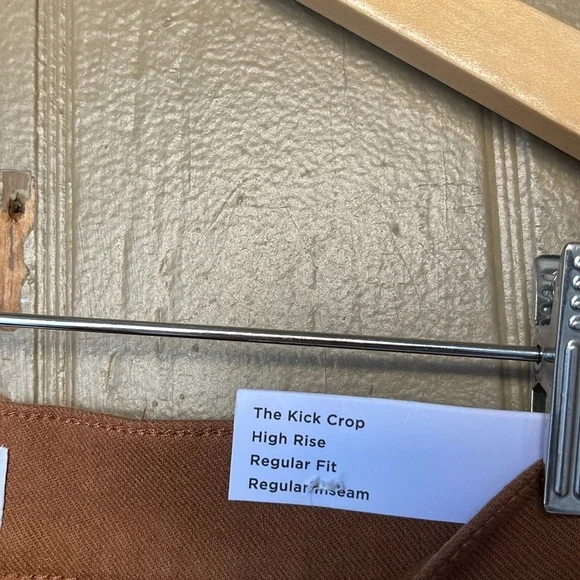 The Kick Crop
High Rise
Regular Fit
Regular Inseam